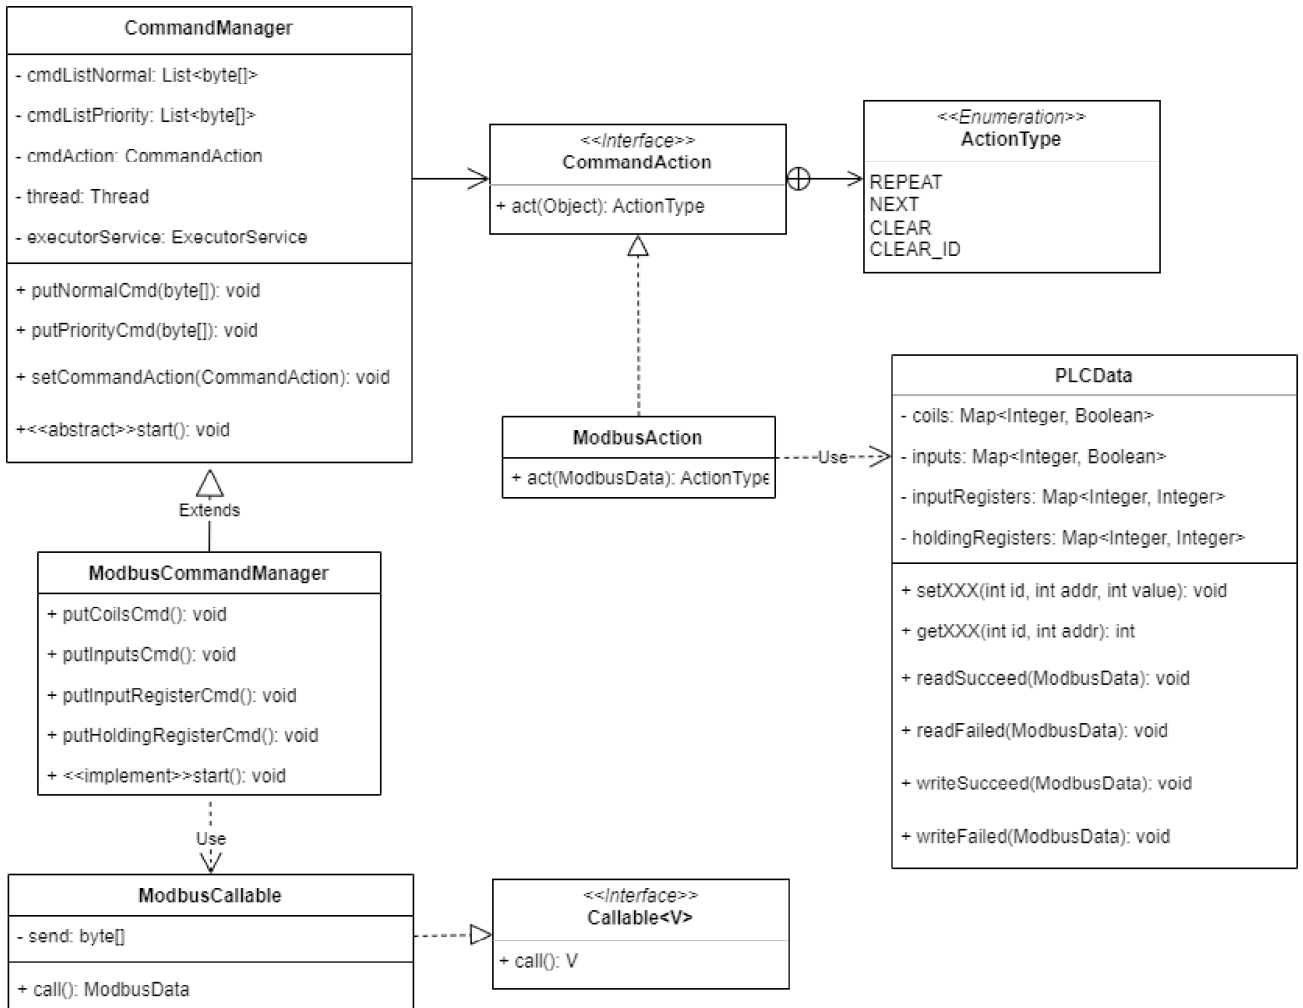 CommandManager
- cmdListNormal: List<byte[]>
- cmdListPriority: List<byte[]>
- cmdAction: CommandAction
- thread: Thread
- executorService: ExecutorService
+ putNormalCmd(byte[]): void
+ putPriorityCmd(byte[]): void
+ setCommandAction(CommandAction): void
+<<abstract>>start(): void
<<Interface>>
CommandAction
+ act(Object): ActionType
<<Enumeration>>
ActionType
REPEAT
NEXT
CLEAR
CLEAR_ID
ModbusAction
+ act(ModbusData): ActionType
Use
PLCData
- coils: Map<Integer, Boolean>
- inputs: Map<Integer, Boolean>
- inputRegisters: Map<Integer, Integer>
- holdingRegisters: Map<Integer, Integer>
+ setXXX(int id, int addr, int value): void
+ getXXX(int id, int addr): int
+ readSucceed(ModbusData): void
+ readFailed(ModbusData): void
+ writeSucceed(ModbusData): void
+ writeFailed(ModbusData): void
Extends
ModbusCommandManager
+ putCoilsCmd(): void
+ putInputsCmd(): void
+ putInputRegisterCmd(): void
+ putHoldingRegisterCmd(): void
+ <<implement>>start(): void
Use
ModbusCallable
- send: byte[]
+ call(): ModbusData
<<Interface>>
Callable<V>
+ call(): V